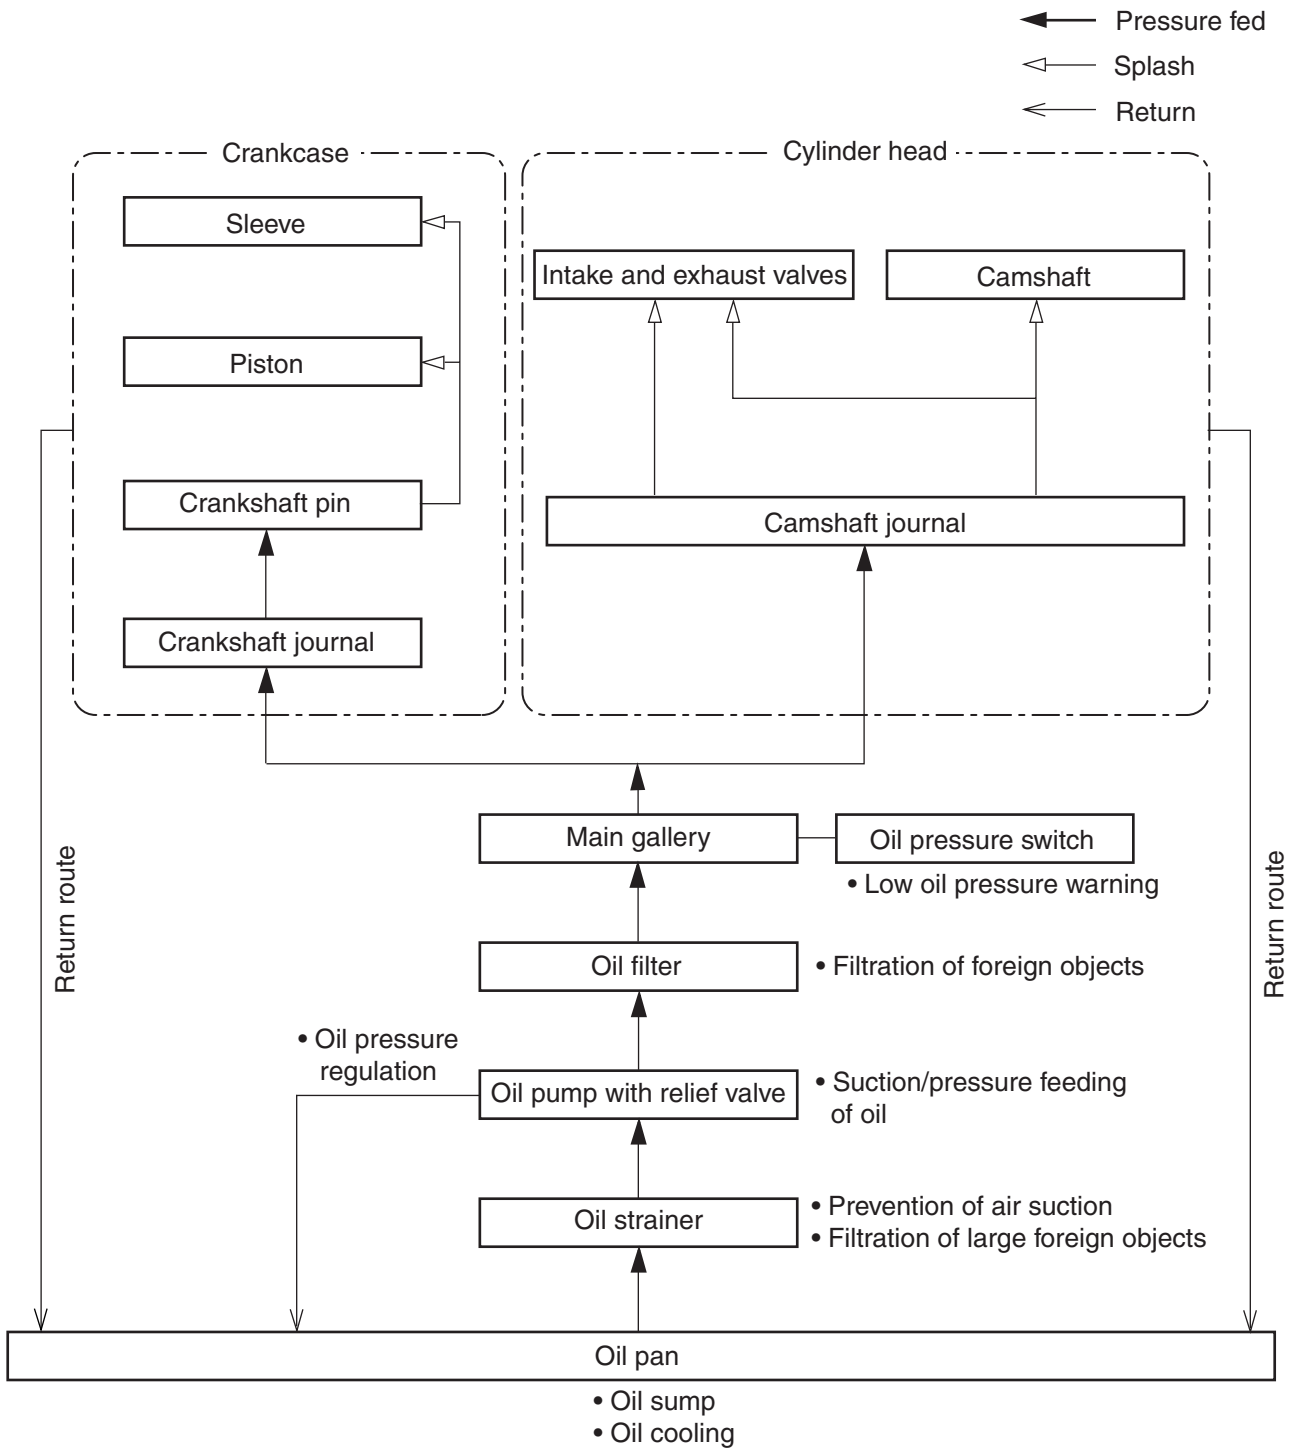 Pressure fed
Splash
Return
Crankcase
Cylinder head
Sleeve
Intake and exhaust valves
Camshaft
Piston
Crankshaft pin
Camshaft journal
Crankshaft journal
Main gallery
Oil pressure switch
• Low oil pressure warning
Return route
Return route
Oil filter
• Filtration of foreign objects
• Oil pressure
regulation
Oil pump with relief valve
• Suction/pressure feeding
of oil
Oil strainer
• Prevention of air suction
• Filtration of large foreign objects
Oil pan
• Oil sump
• Oil cooling